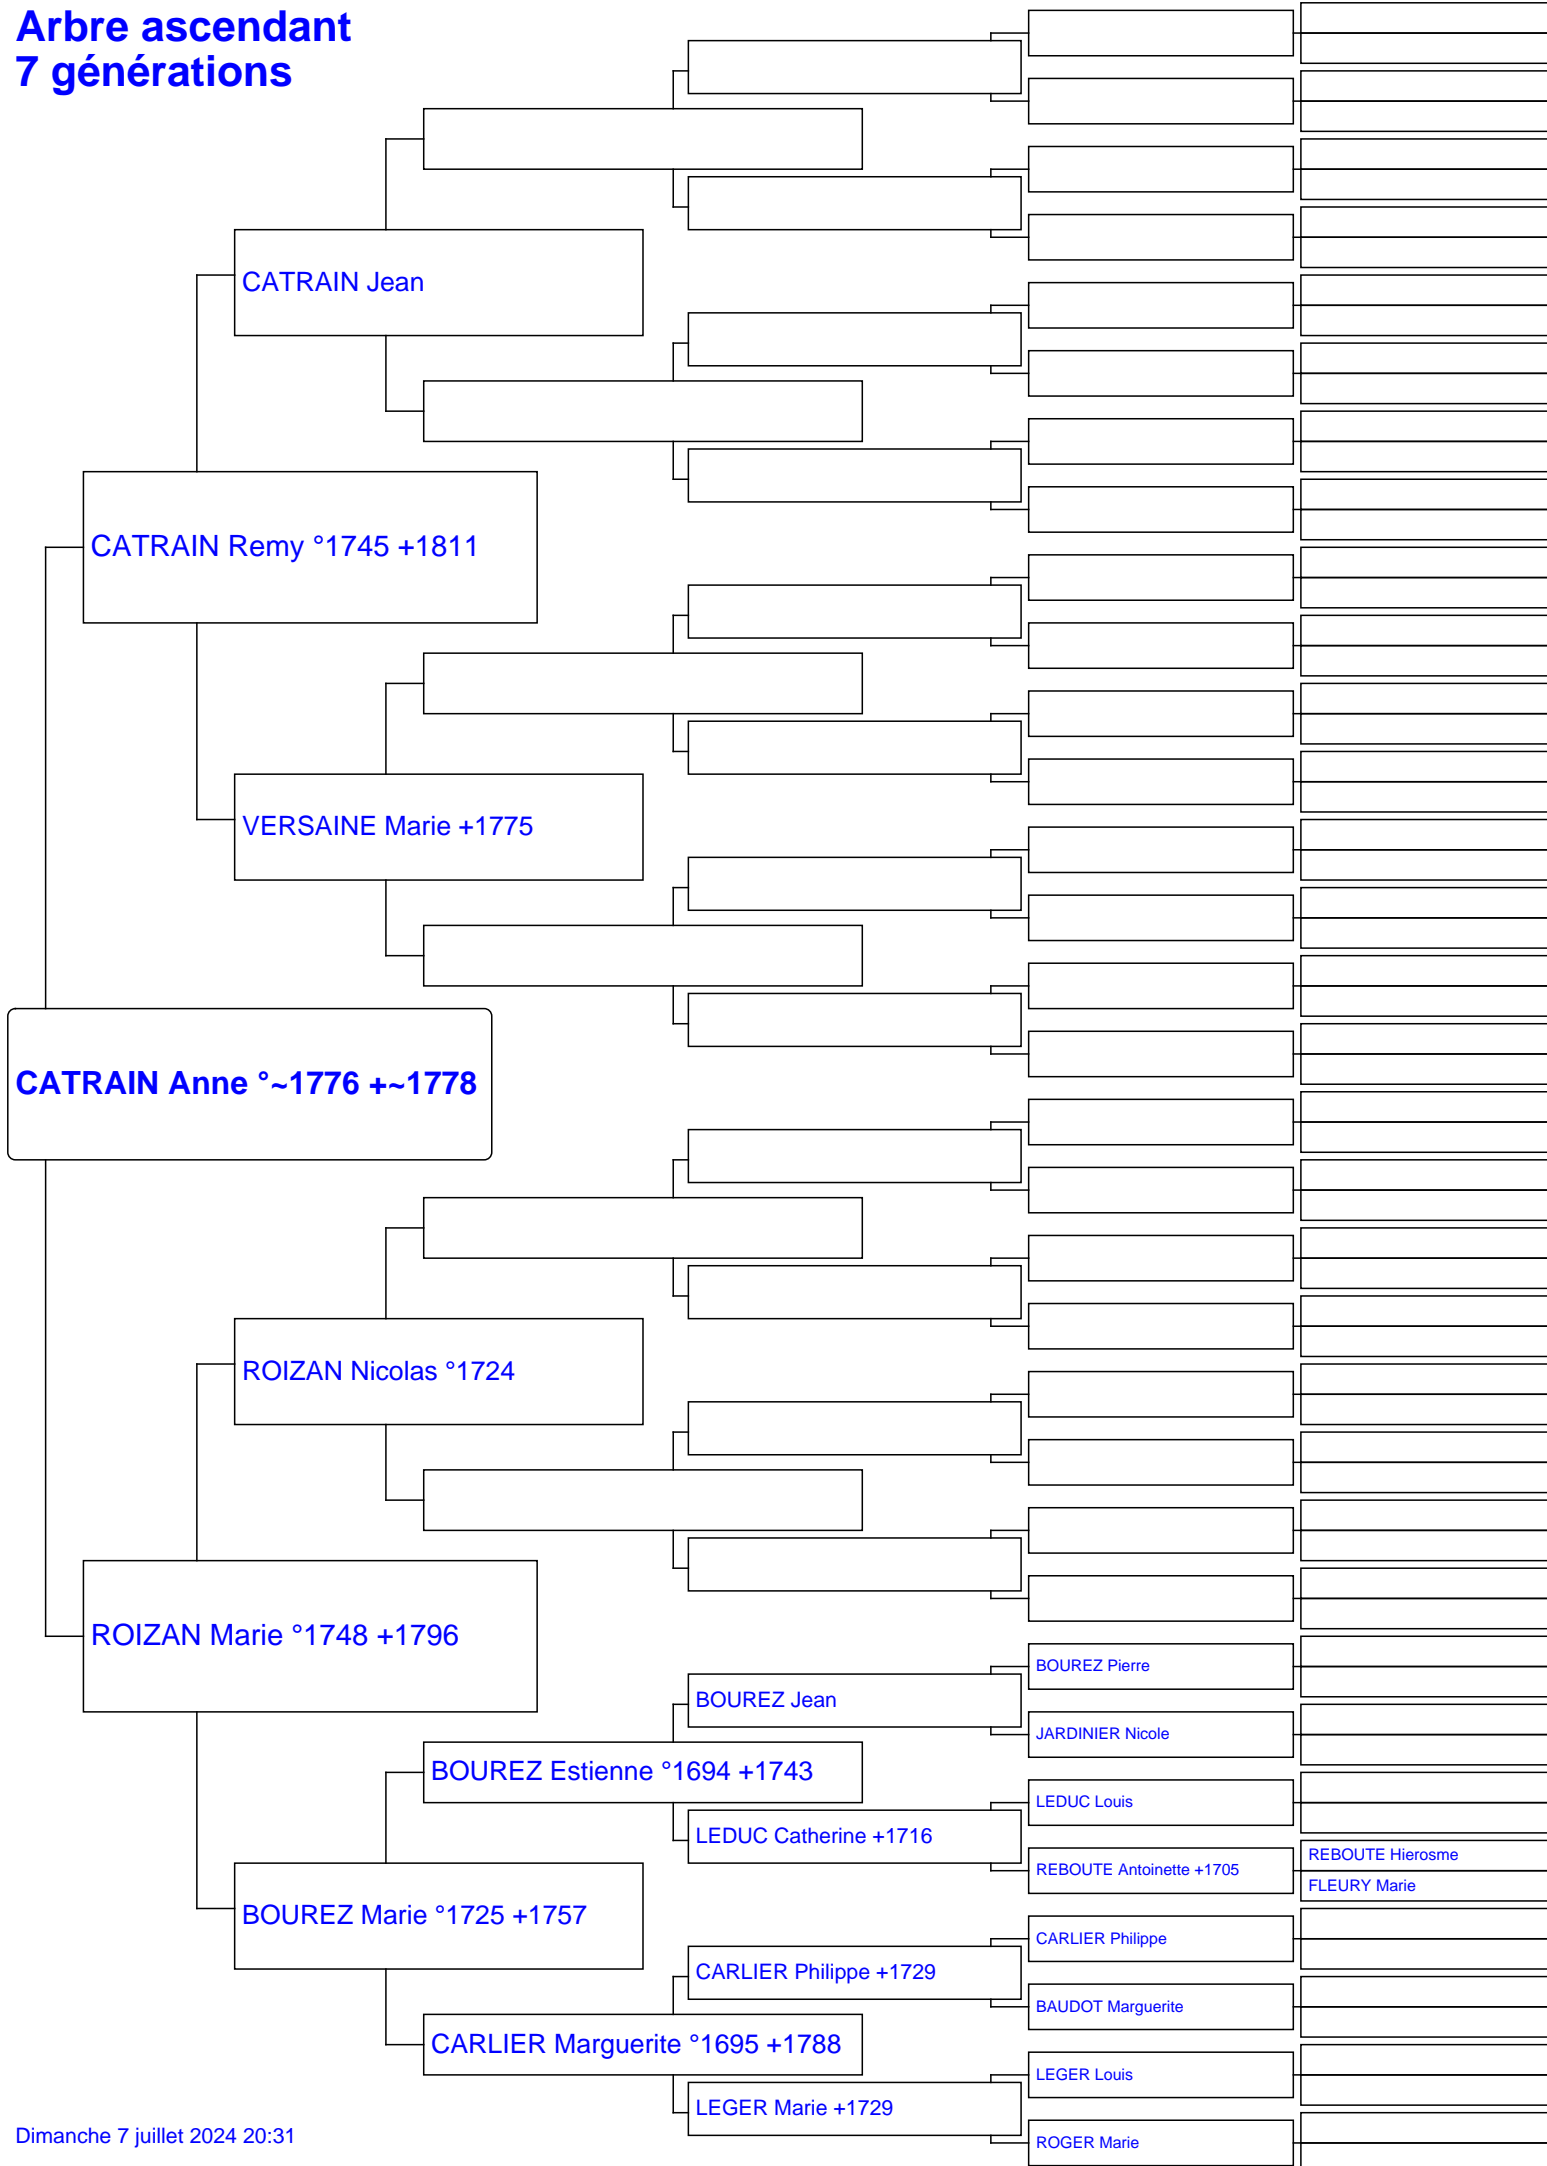 Arbre ascendant
7 générations
CATRAIN Jean
CATRAIN Remy °1745 +1811
VERSAINE Marie +1775
CATRAIN Anne °~1776 +~1778
ROIZAN Nicolas °1724
ROIZAN Marie °1748 +1796
BOUREZ Pierre
BOUREZ Jean
JARDINIER Nicole
BOUREZ Estienne °1694 +1743
LEDUC Louis
LEDUC Catherine +1716
REBOUTE Hierosme
REBOUTE Antoinette +1705
FLEURY Marie
BOUREZ Marie °1725 +1757
CARLIER Philippe
CARLIER Philippe +1729
BAUDOT Marguerite
CARLIER Marguerite °1695 +1788
LEGER Louis
LEGER Marie +1729
ROGER Marie
Dimanche 7 juillet 2024 20:31